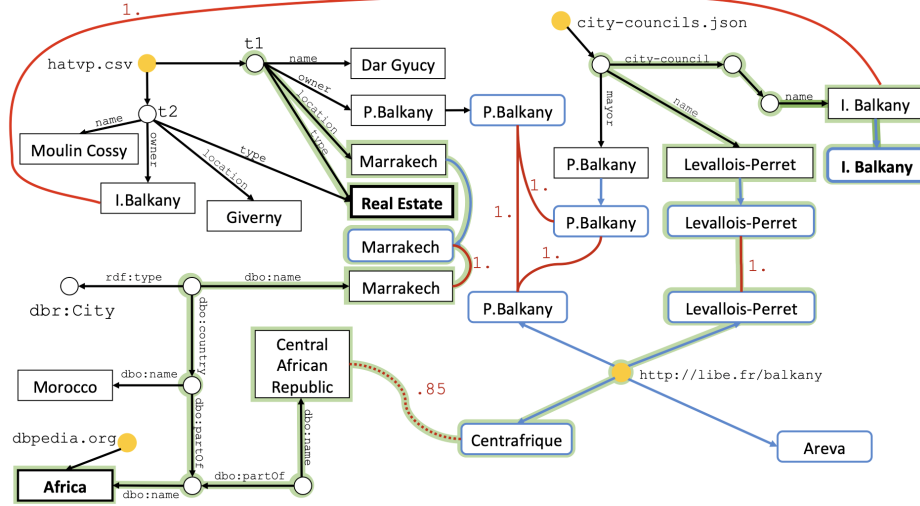 1.
city-councils.json
t1
hatvp.csv
name
Dar Gyucy
city-council
name
I. Balkany
owner
P.Balkany
P.Balkany
location
type
t2
name
owner
location
type
mayor
name
Moulin Cossy
Marrakech
P.Balkany
Levallois-Perret
I. Balkany
I.Balkany
Real Estate
1.
1.
Giverny
P.Balkany
Levallois-Perret
Marrakech
1.
1.
1.
rdf:type
dbo:name
Marrakech
P.Balkany
Levallois-Perret
dbr:City
dbo:country
Central
African
Republic
dbo:name
Morocco
.85
http://libe.fr/balkany
dbo:partOf
dbo:name
dbpedia.org
Centrafrique
Areva
Africa
dbo:name
dbo:partOf